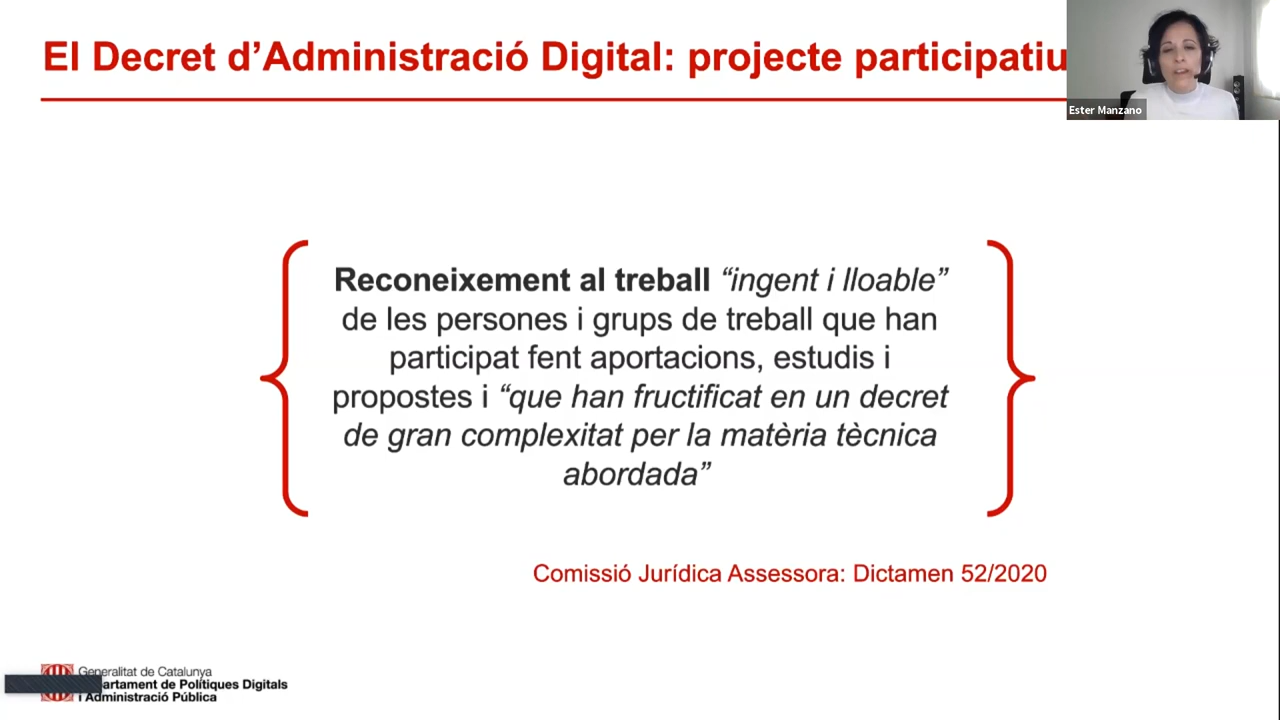 El Decret d’Administració Digital: projecte participatiu
Ester Manzano
Reconeixement al treball “ingent i lloable”
de les persones i grups de treball que han
participat fent aportacions, estudis i
propostes i “que han fructificat en un decret
de gran complexitat per la matèria tècnica
abordada”
Comissió Jurídica Assessora: Dictamen 52/2020
Generalitat de Catalunya
de Polítiques Digitals
i Administració Pública